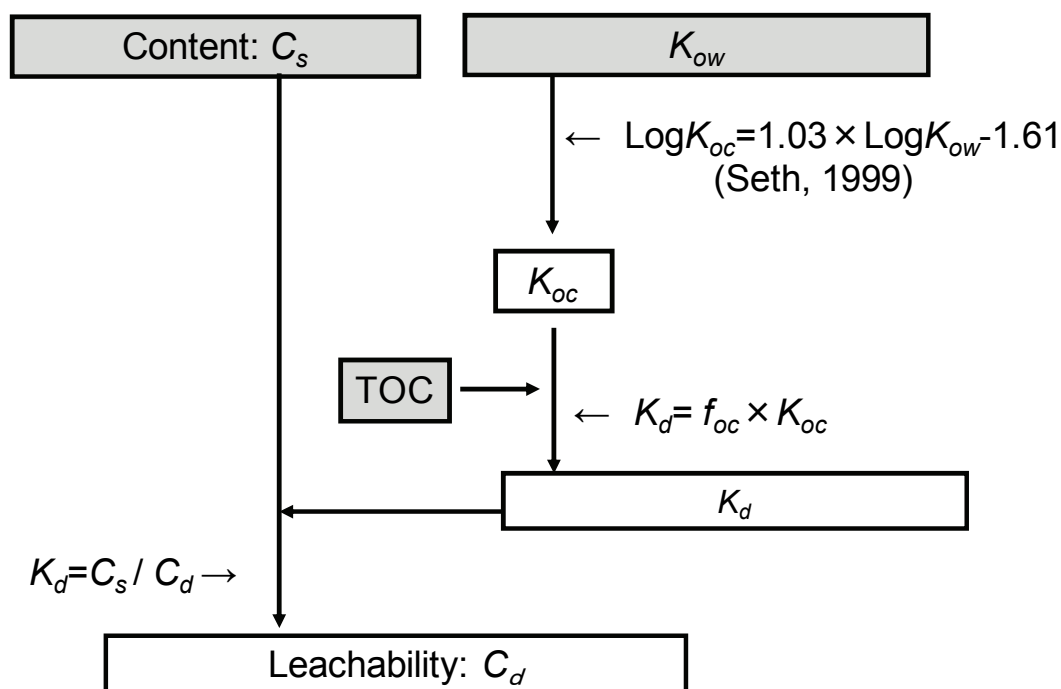 Content: Cs
Kow
← LogKoc=1.03 × LogKow-1.61
(Seth, 1999)
Koc
TOC
← Kd= foc × Koc
Kd
Kd=Cs / Cd →
Leachability: Cd